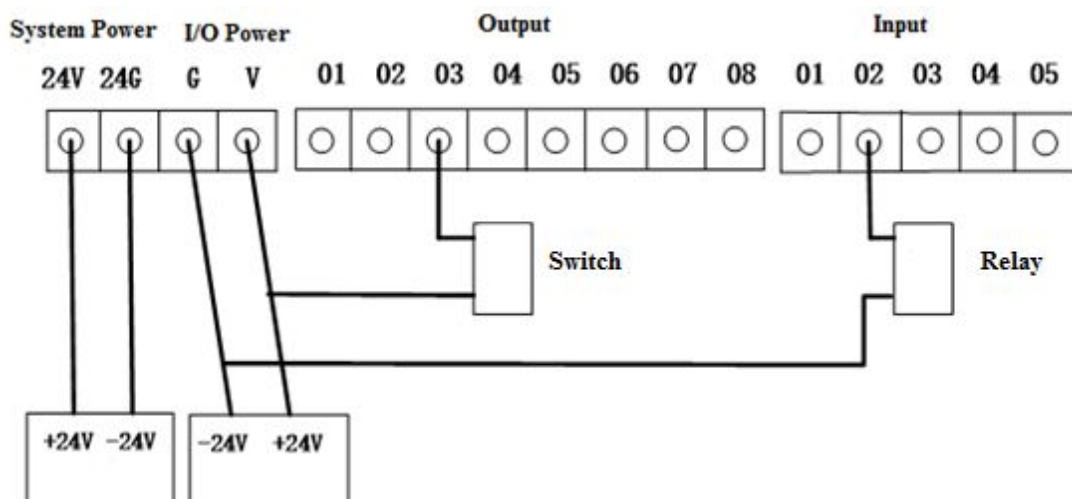 System Power I/O Power Output Input
24V 24G G V 01 02 03 04 05 06 07 08 01 02 03 04 05
Switch Relay
+24V -24V -24V +24V